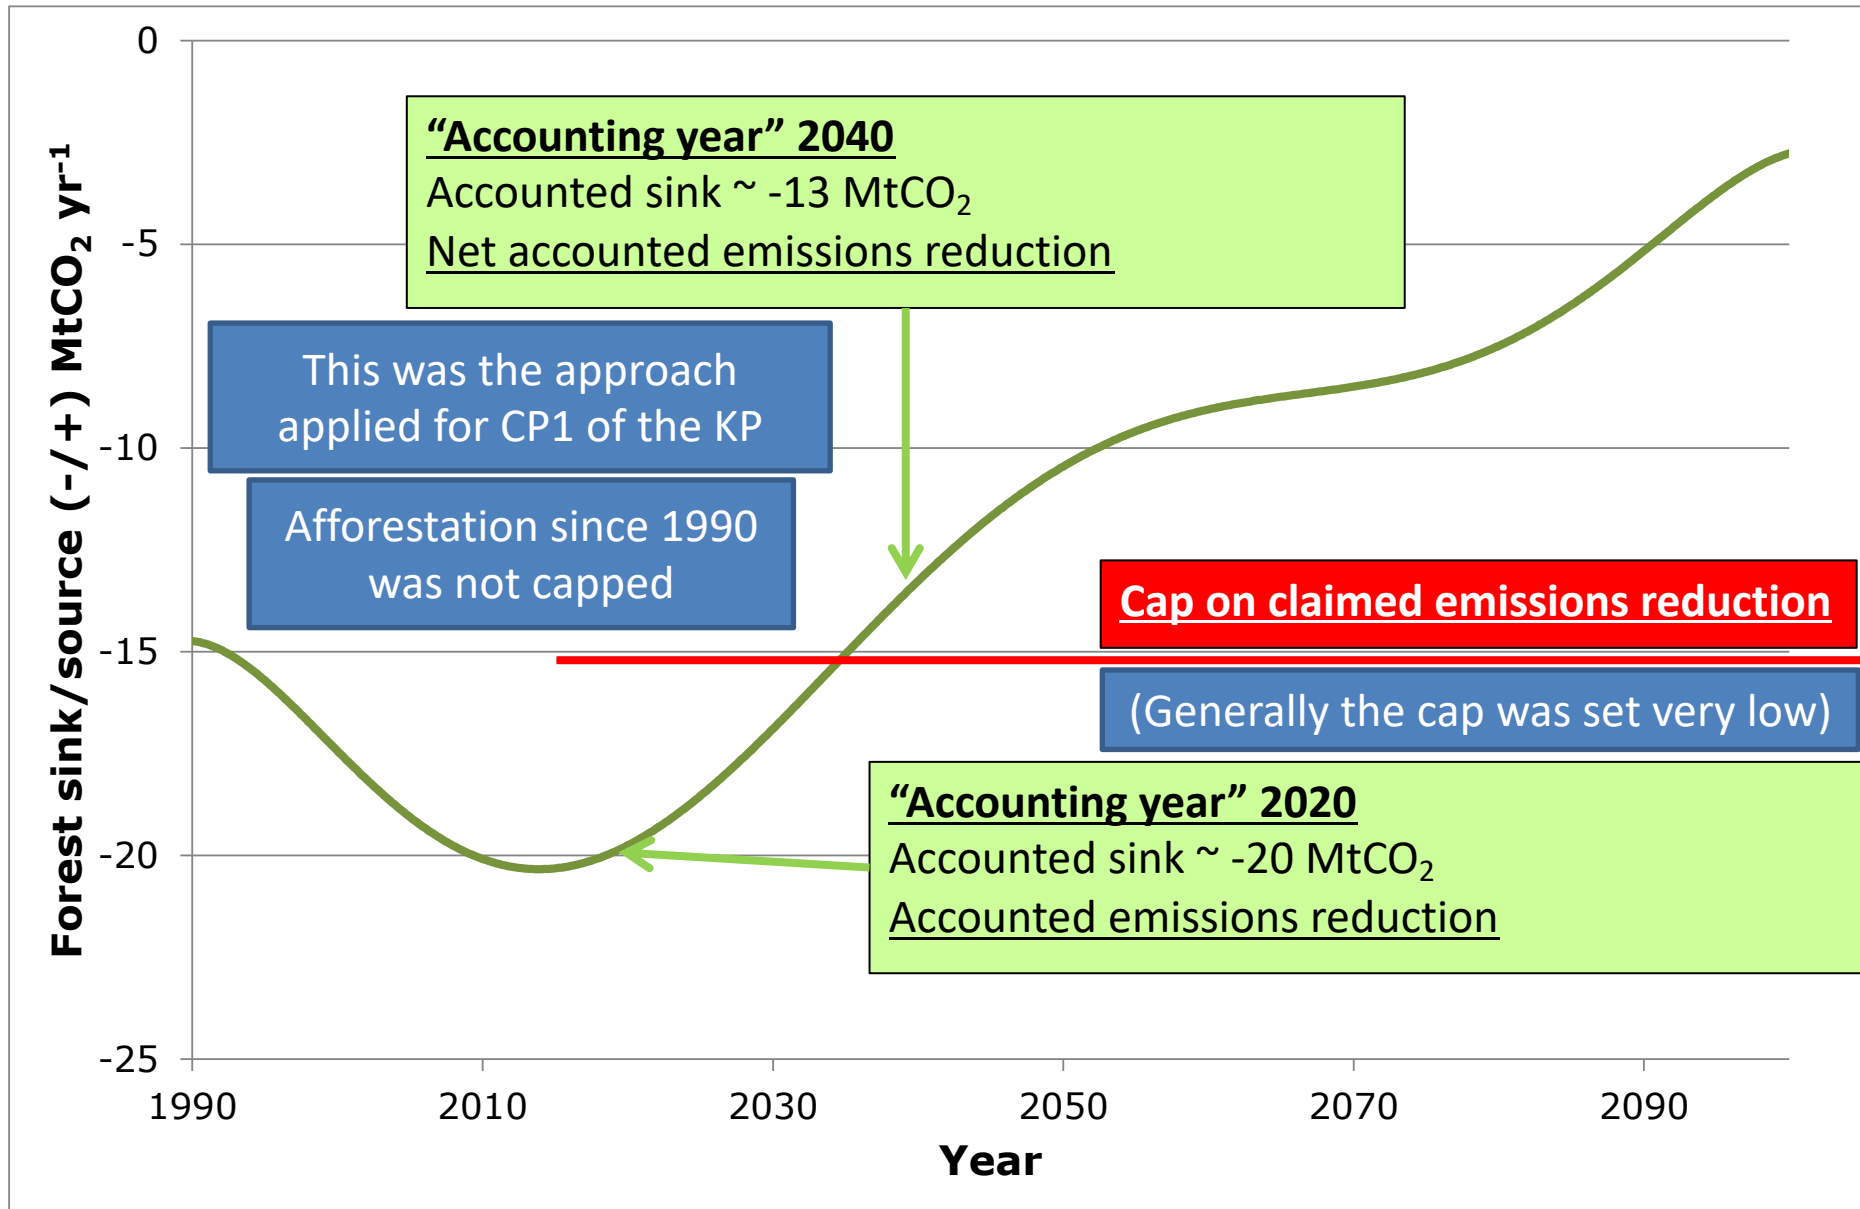 0
-5
-10
-15
-20
-25
Forest sink/source (-/+) MtCO₂ yr⁻¹
“Accounting year” 2040
Accounted sink ~ -13 MtCO₂
Net accounted emissions reduction
This was the approach
applied for CP1 of the KP
Afforestation since 1990
was not capped
Cap on claimed emissions reduction
(Generally the cap was set very low)
“Accounting year” 2020
Accounted sink ~ -20 MtCO₂
Accounted emissions reduction
1990 2010 2030 2050 2070 2090
Year